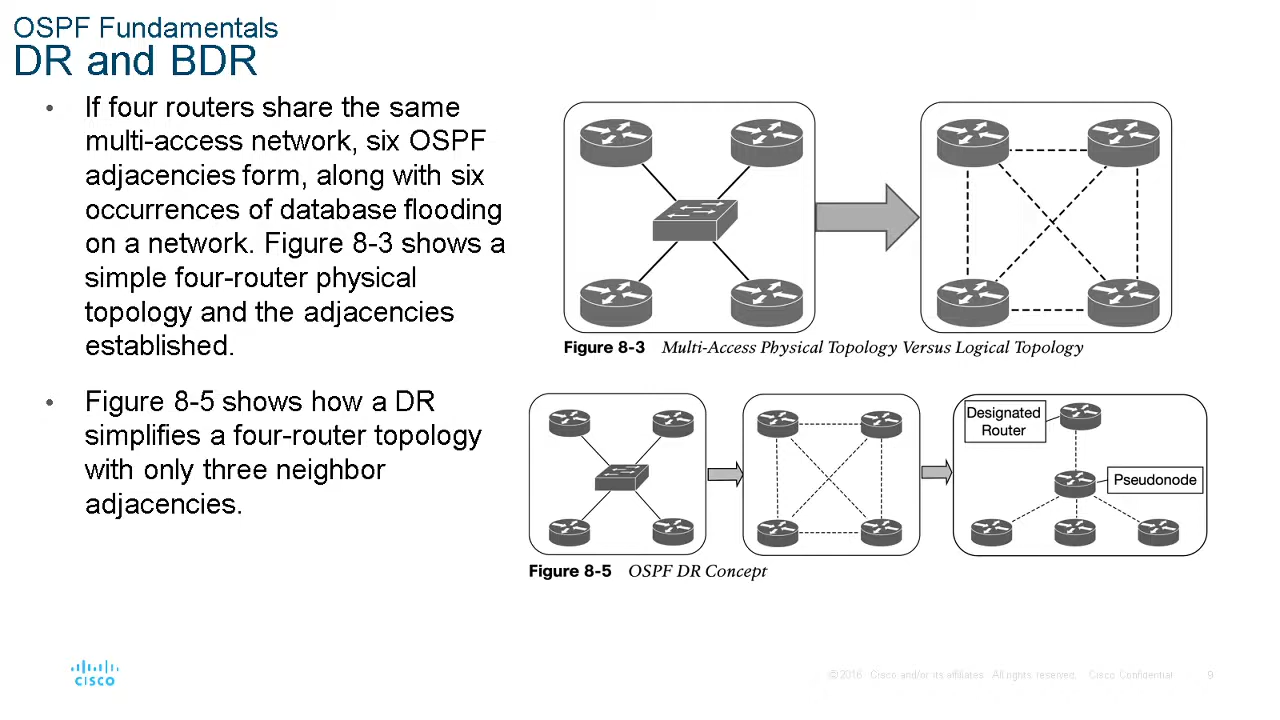 OSPF Fundamentals
DR and BDR
• If four routers share the same
multi-access network, six OSPF
adjacencies form, along with six
occurrences of database flooding
on a network. Figure 8-3 shows a
simple four-router physical
topology and the adjacencies
established.
• Figure 8-5 shows how a DR
simplifies a four-router topology
with only three neighbor
adjacencies.
Figure 8-3 Multi-Access Physical Topology Versus Logical Topology
Designated
Router
Pseudonode
Figure 8-5 OSPF DR Concept
CISCO
© 2016 Cisco and/or its affiliates. All rights reserved. Cisco Confidential 9